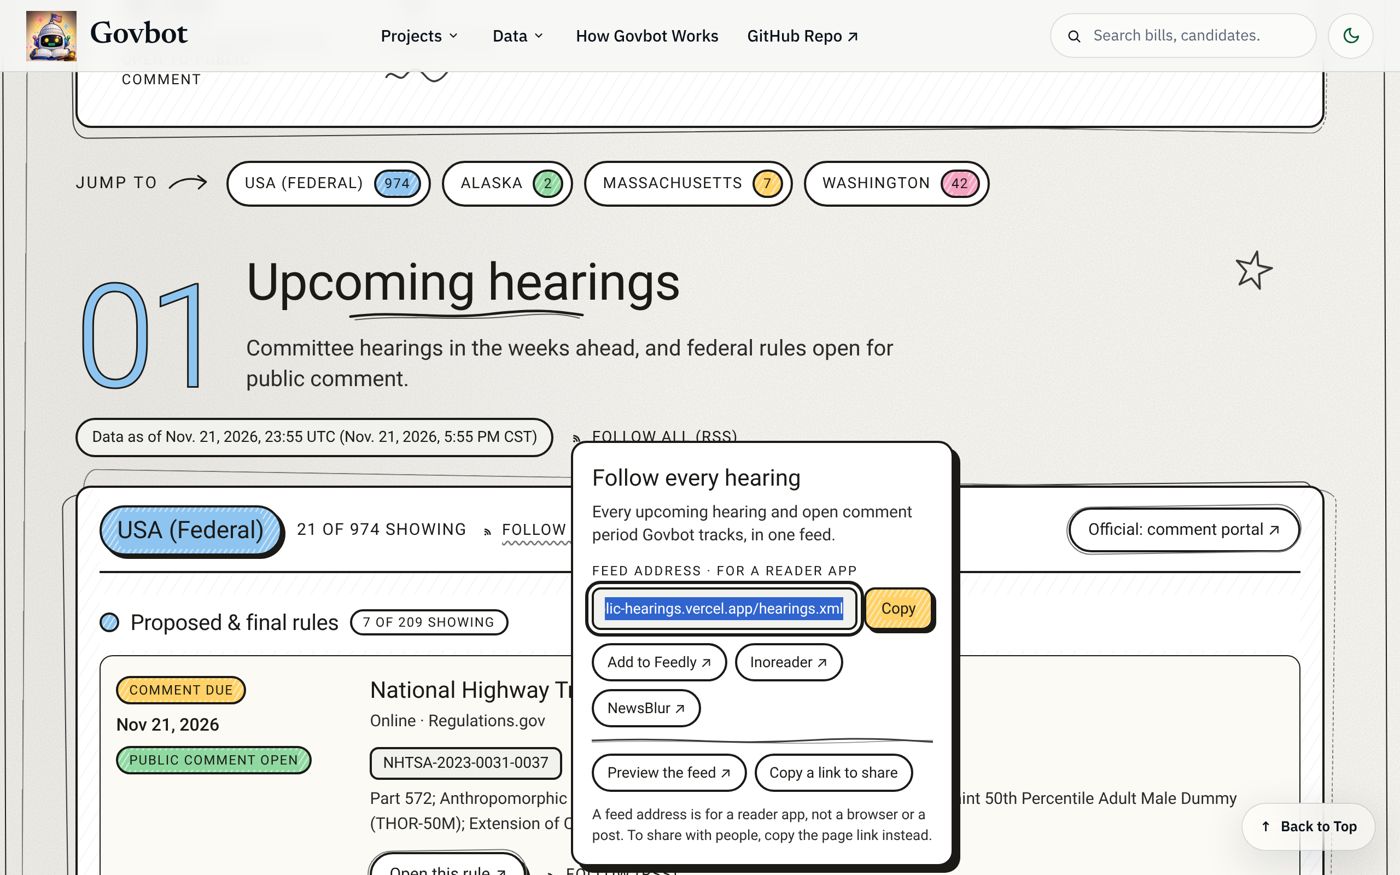 Govbot
Projects
Data
How Govbot Works
GitHub Repo ↗
Search bills, candidates.
COMMENT
JUMP TO
USA (FEDERAL) 974
ALASKA 2
MASSACHUSETTS 7
WASHINGTON 42
01
Upcoming hearings
Committee hearings in the weeks ahead, and federal rules open for
public comment.
Data as of Nov. 21, 2026, 23:55 UTC (Nov. 21, 2026, 5:55 PM CST)
FOLLOW ALL (RSS)
Follow every hearing
Every upcoming hearing and open comment
period Govbot tracks, in one feed.
FEED ADDRESS · FOR A READER APP
lic-hearings.vercel.app/hearings.xml
Copy
Add to Feedly ↗
Inoreader ↗
NewsBlur ↗
Preview the feed ↗
Copy a link to share
A feed address is for a reader app, not a browser or a
post. To share with people, copy the page link instead.
USA (Federal)
21 OF 974 SHOWING
FOLLOW
Official: comment portal ↗
Proposed & final rules
7 OF 209 SHOWING
COMMENT DUE
Nov 21, 2026
PUBLIC COMMENT OPEN
National Highway
Online · Regulations.gov
NHTSA-2023-0031-0037
Part 572; Anthropomorphic
50th Percentile Adult Male Dummy
(THOR-50M); Extension of
Open this rule ↗
↑ Back to Top